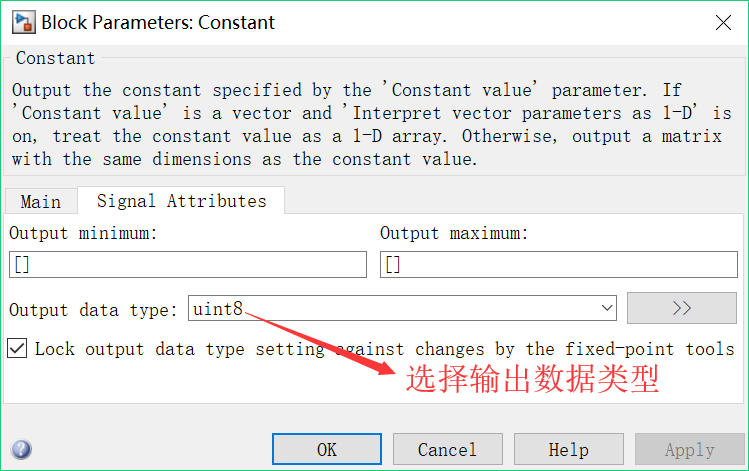 Block Parameters: Constant
Constant
Output the constant specified by the 'Constant value' parameter. If
'Constant value' is a vector and 'Interpret vector parameters as 1-D' is
on, treat the constant value as a 1-D array. Otherwise, output a matrix
with the same dimensions as the constant value.
Main Signal Attributes
Output minimum: Output maximum:
[] []
Output data type: uint8 >>
Lock output data type setting against changes by the fixed-point tools
选择输出数据类型
OK Cancel Help Apply